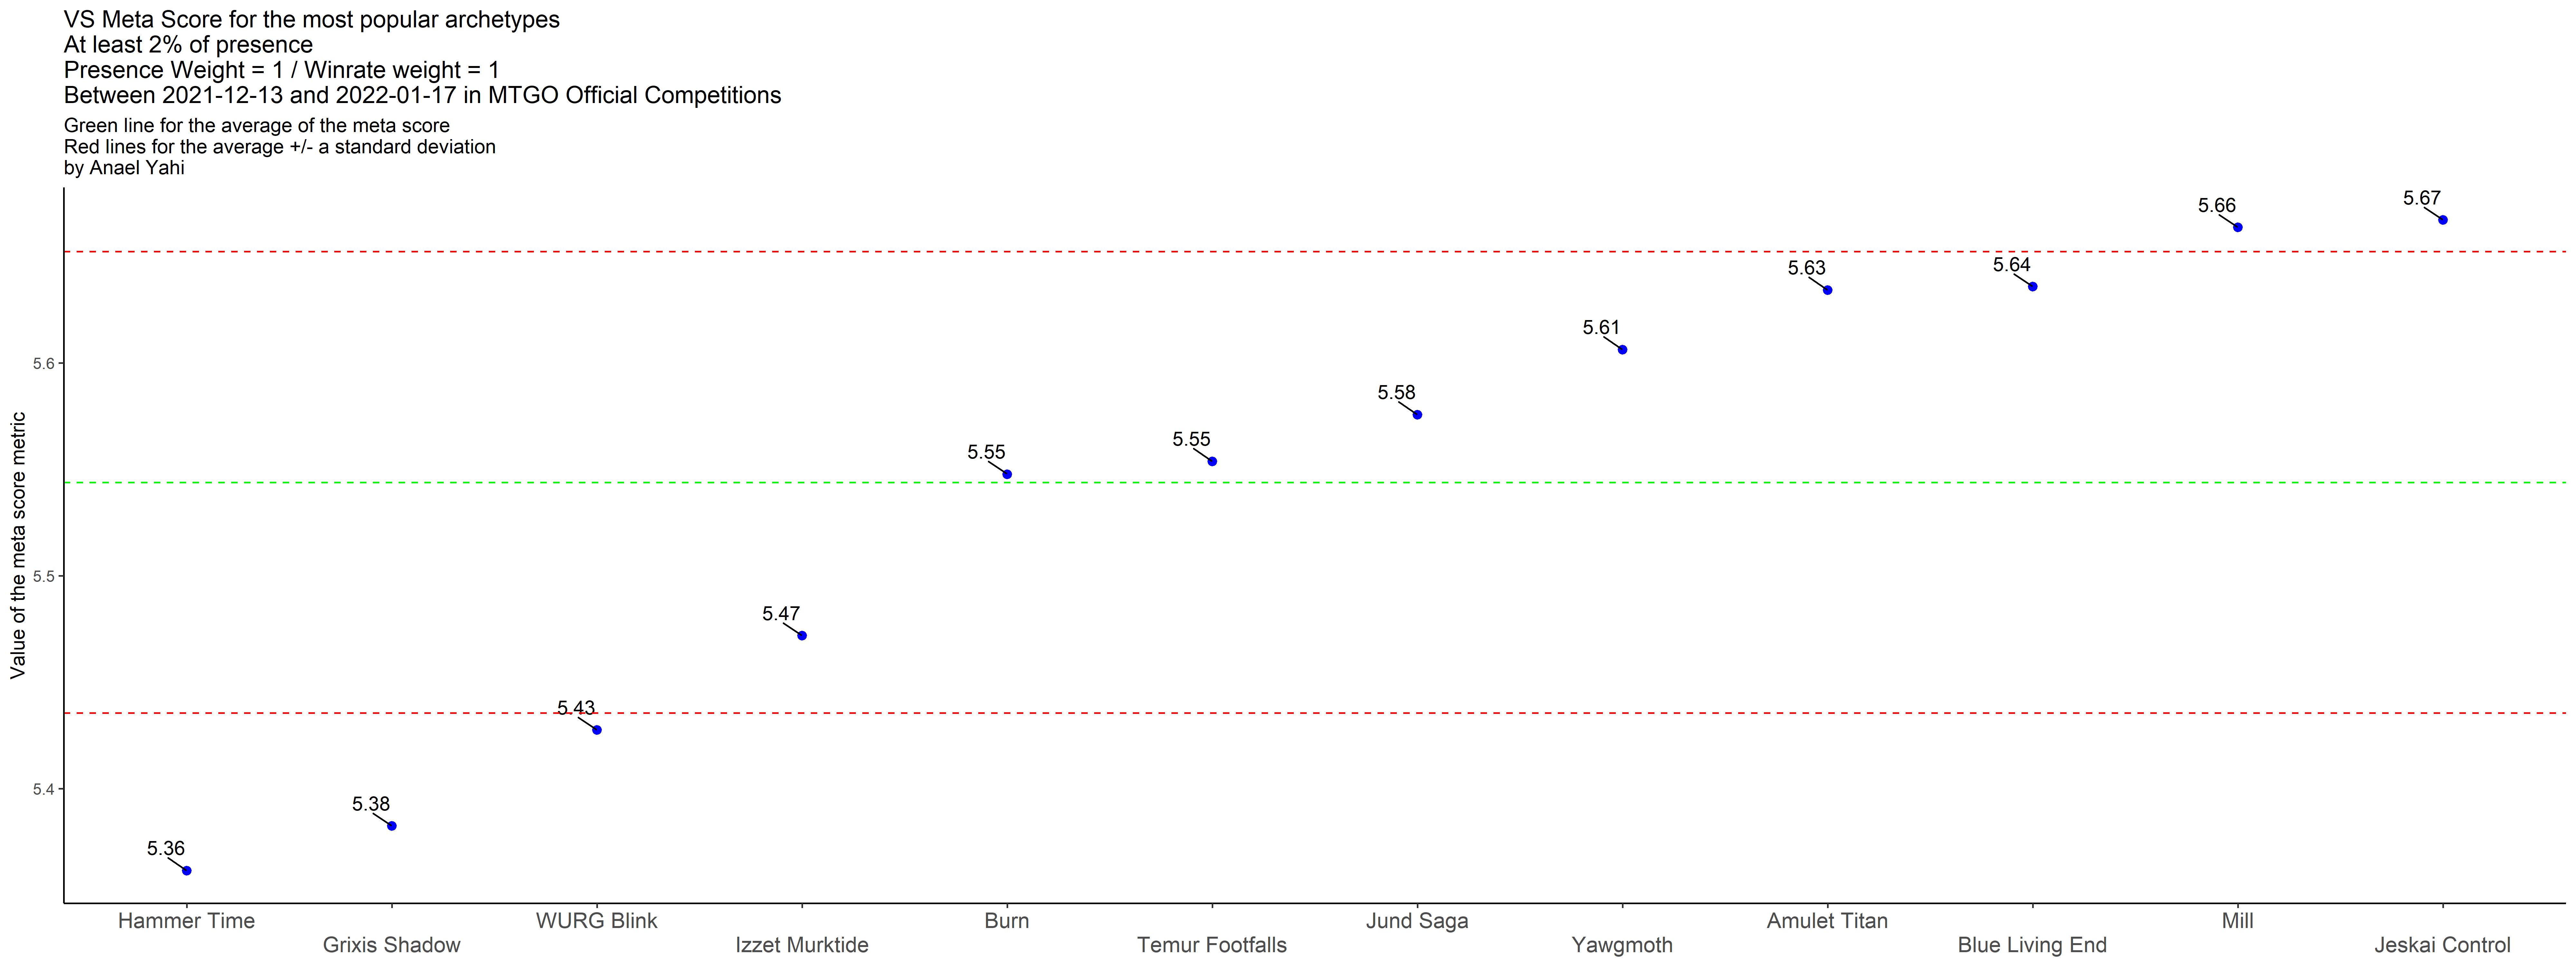 VS Meta Score for the most popular archetypes
At least 2% of presence
Presence Weight = 1 / Winrate weight = 1
Between 2021-12-13 and 2022-01-17 in MTGO Official Competitions
Green line for the average of the meta score
Red lines for the average +/- a standard deviation
by Anael Yahi
Value of the meta score metric
5.6
5.5
5.4
5.36
5.38
5.43
5.47
5.55
5.55
5.58
5.61
5.63
5.64
5.66
5.67
Hammer Time
Grixis Shadow
WURG Blink
Izzet Murktide
Burn
Temur Footfalls
Jund Saga
Yawgmoth
Amulet Titan
Blue Living End
Mill
Jeskai Control